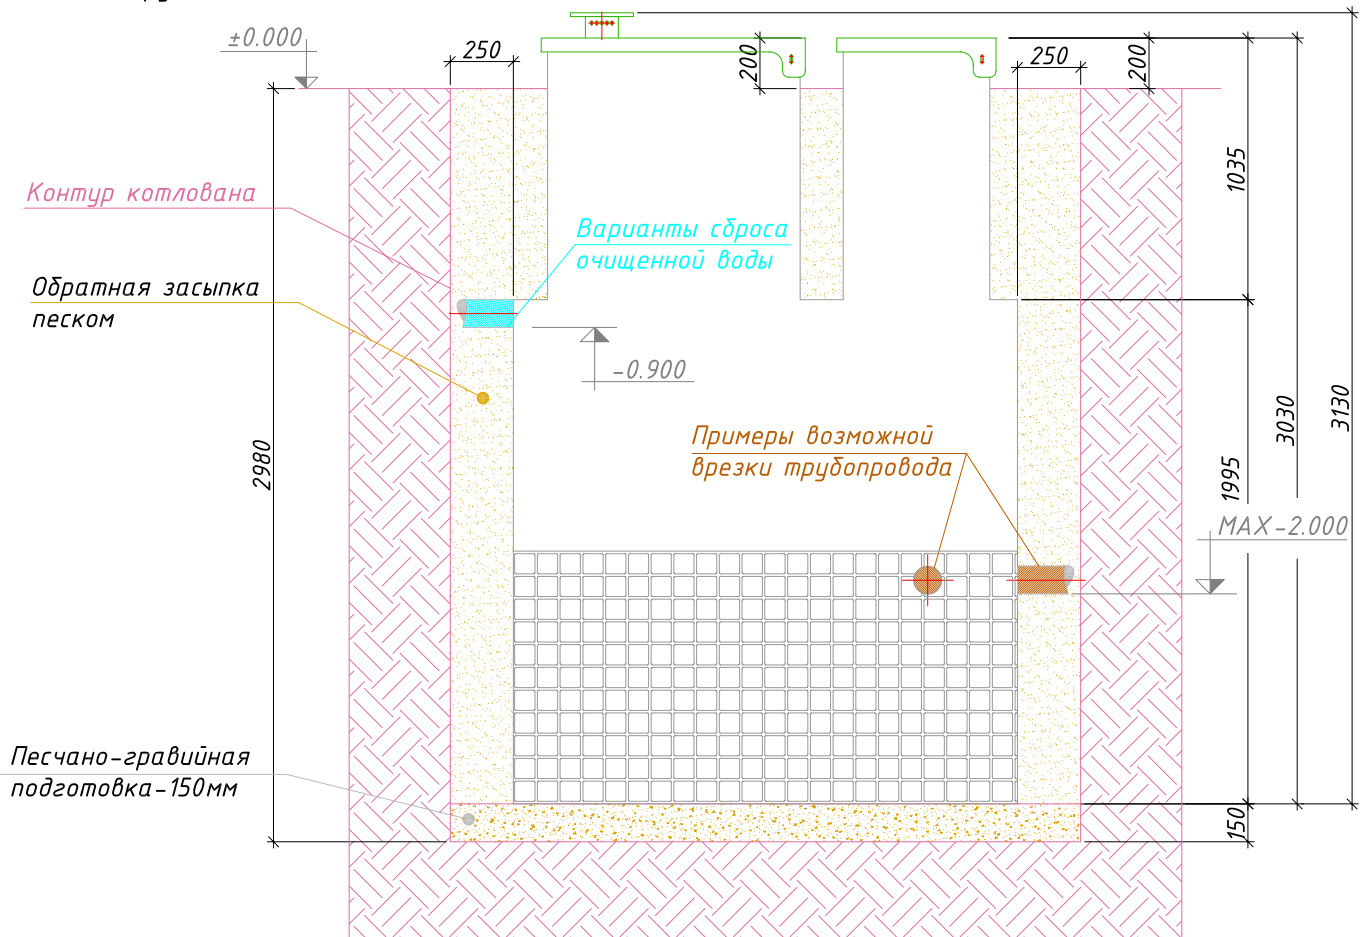 ±0.000
250
200
250
200
1035
Контур котлована
Варианты сброса
очищенной воды
Обратная засыпка
песком
-0.900
3130
3030
Примеры возможной
врезки трубопровода
2980
1995
MAX-2.000
Песчано-гравийная
подготовка-150мм
150